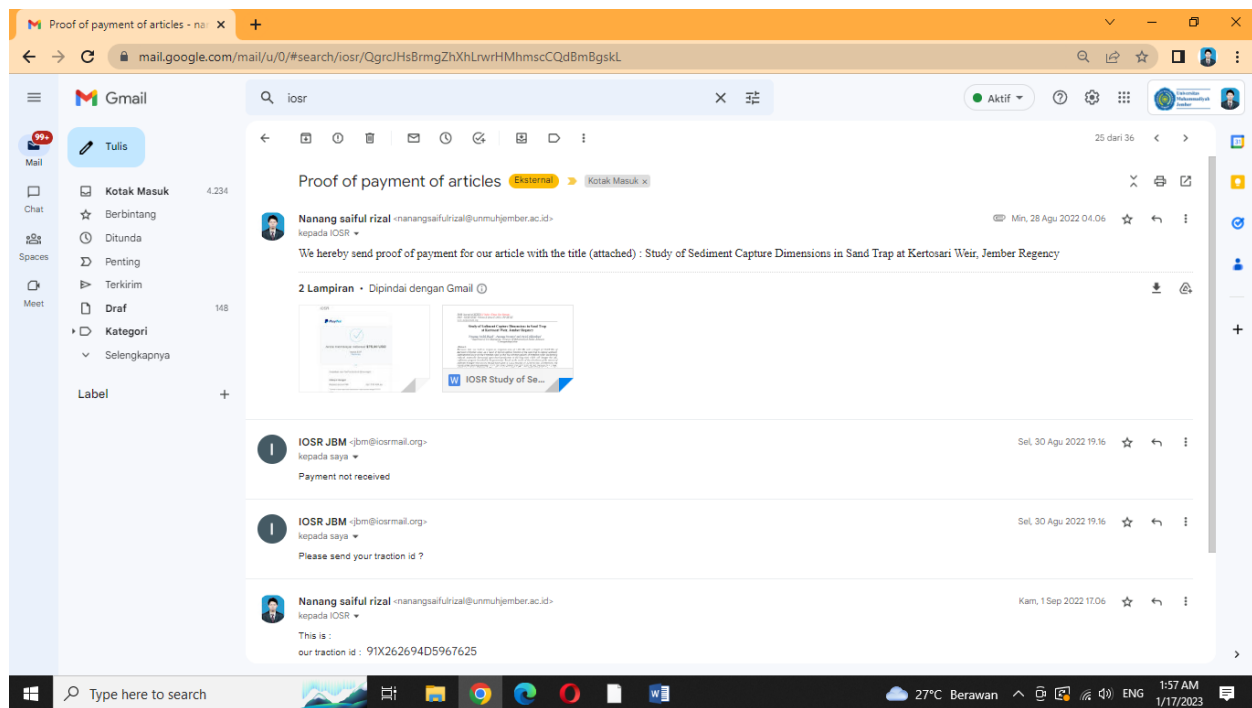 Proof of payment of articles - na
mail.google.com/mail/u/0/#search/iosr/QgrcJHsBrmgZhXhLrwrHMhmscCQdBmBgskL
Gmail
iosr
Aktif
Universitas
Muhammadiyah
Jember
99+
Mail
Chat
Spaces
Meet
Tulis
Kotak Masuk 4.234
Berbintang
Ditunda
Penting
Terkirim
Draf 148
Kategori
Selengkapnya
Label
25 dari 36
Proof of payment of articles Eksternal Kotak Masuk x
Nanang saiful rizal <nanangsaifulrizal@unmuhjember.ac.id> Min, 28 Agu 2022 04.06
kepada IOSR
We hereby send proof of payment for our article with the title (attached) : Study of Sediment Capture Dimensions in Sand Trap at Kertosari Weir, Jember Regency
2 Lampiran • Dipindai dengan Gmail
PayPal
W IOSR Study of Se...
IOSR JBM <jbm@iosrmail.org> Sel, 30 Agu 2022 19.16
kepada saya
Payment not received
IOSR JBM <jbm@iosrmail.org> Sel, 30 Agu 2022 19.16
kepada saya
Please send your traction id ?
Nanang saiful rizal <nanangsaifulrizal@unmuhjember.ac.id> Kam, 1 Sep 2022 17.06
kepada IOSR
This is :
our traction id : 91X262694D5967625
Type here to search
27°C Berawan
ENG
1:57 AM
1/17/2023